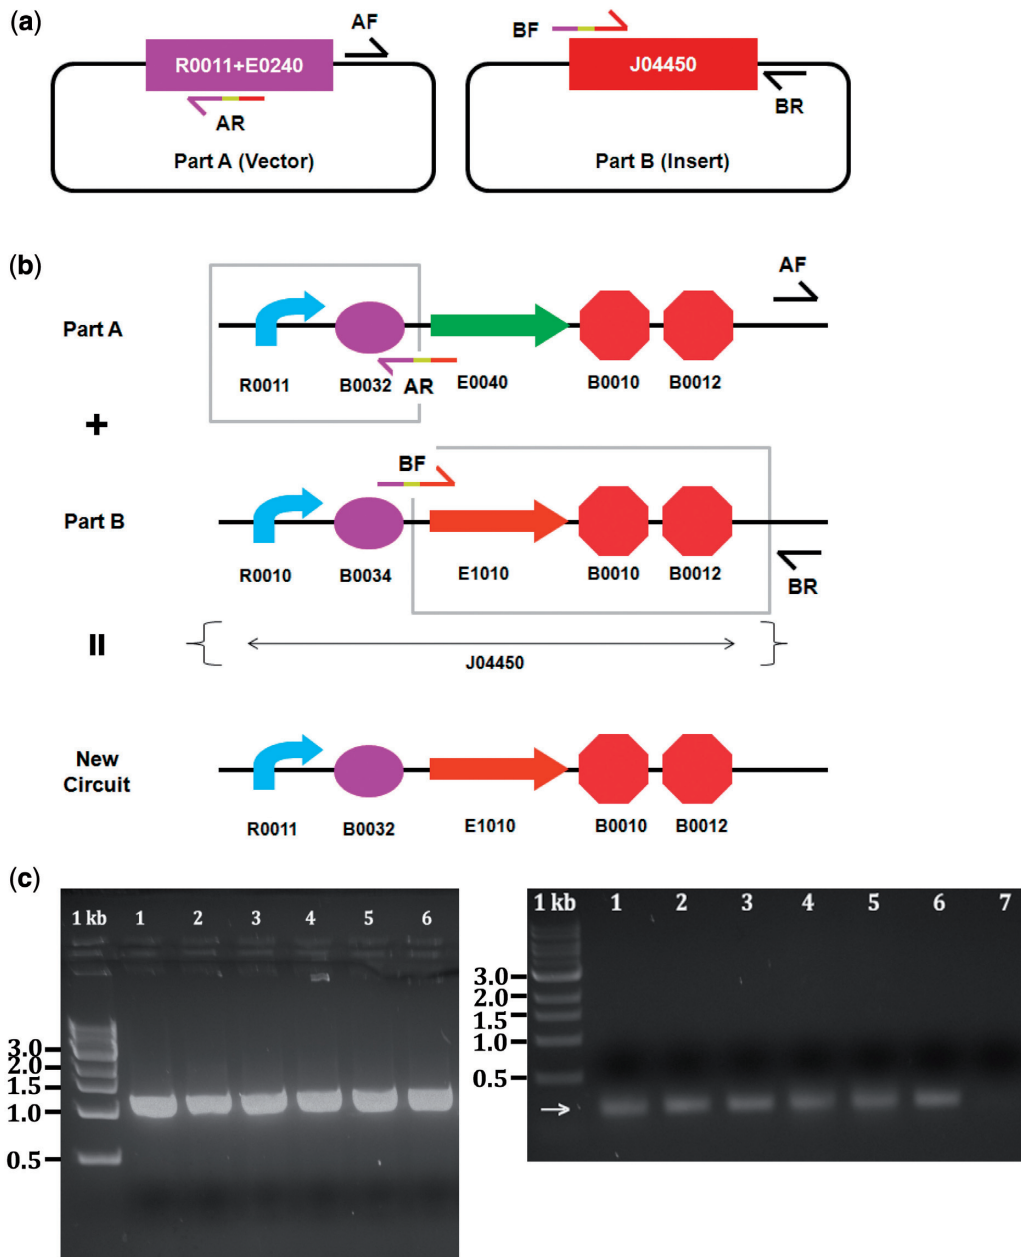 (a)
AF
R0011+E0240
AR
Part A (Vector)
BF
J04450
BR
Part B (Insert)
(b)
AF
Part A
R0011
B0032
AR
E0040
B0010
B0012
+
BF
Part B
R0010
B0034
E1010
B0010
B0012
BR
=
J04450
New
Circuit
R0011
B0032
E1010
B0010
B0012
(c)
1 kb 1 2 3 4 5 6
3.0
2.0
1.5
1.0
0.5
1 kb 1 2 3 4 5 6 7
3.0
2.0
1.5
1.0
0.5